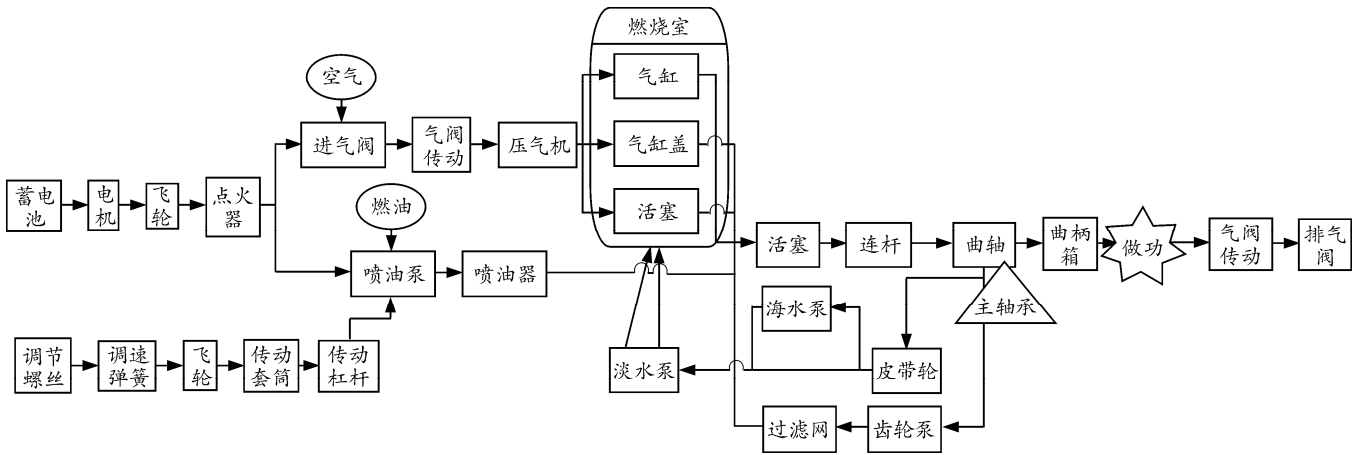 燃烧室
空气
气缸
进气阀
气阀
传动
压气机
气缸盖
蓄电
池
电
机
飞
轮
点火
器
燃油
活塞
喷油泵
喷油器
活塞
连杆
曲轴
曲柄
箱
做功
气阀
传动
排气
阀
主轴承
海水泵
调节
螺丝
调速
弹簧
飞
轮
传动
套筒
传动
杠杆
淡水泵
皮带轮
过滤网
齿轮泵